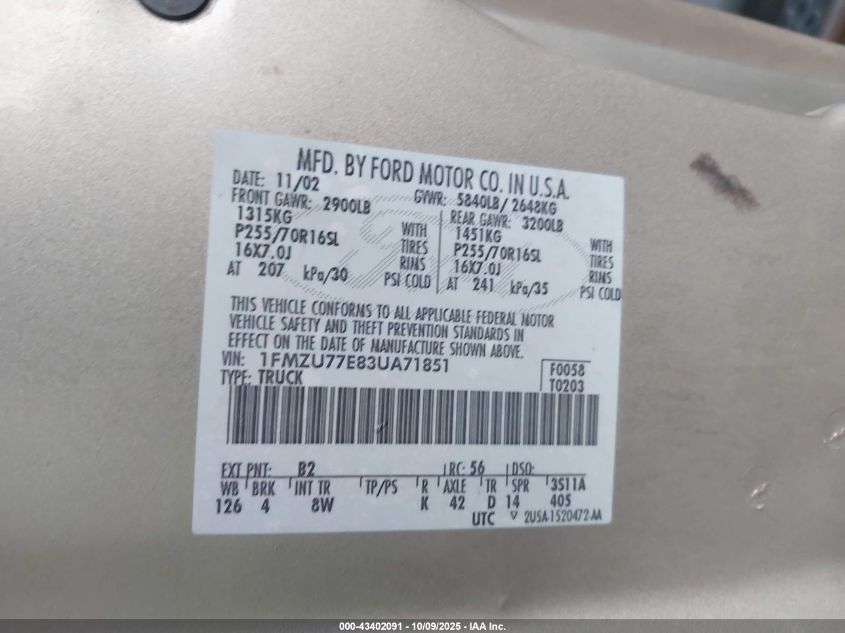 MFD. BY FORD MOTOR CO. IN U.S.A.
DATE: 11/02 GVWR: 5840LB/ 2648KG
FRONT GAWR: 2900LB REAR GAWR: 3200LB
1315KG WITH 1451KG WITH
P255/70R16SL TIRES P255/70R16SL TIRES
16X7.0J RIMS 16X7.0J RIMS
AT 207 kPa/30 PSI COLD AT 241 kPa/35 PSI COLD
THIS VEHICLE CONFORMS TO ALL APPLICABLE FEDERAL MOTOR
VEHICLE SAFETY AND THEFT PREVENTION STANDARDS IN
EFFECT ON THE DATE OF MANUFACTURE SHOWN ABOVE.
VIN: 1FMZU77E83UA71851 F0058
TYPE: TRUCK T0203
EXT PNT: B2 RC: 56 DSO:
WB BRK INT TR TP/PS R AXLE TR SPR 3S11A
126 4 8W K 42 D 14 405
UTC ▽ 2U5A-1520472-AA
000-43402091 - 10/09/2025 - IAA Inc.